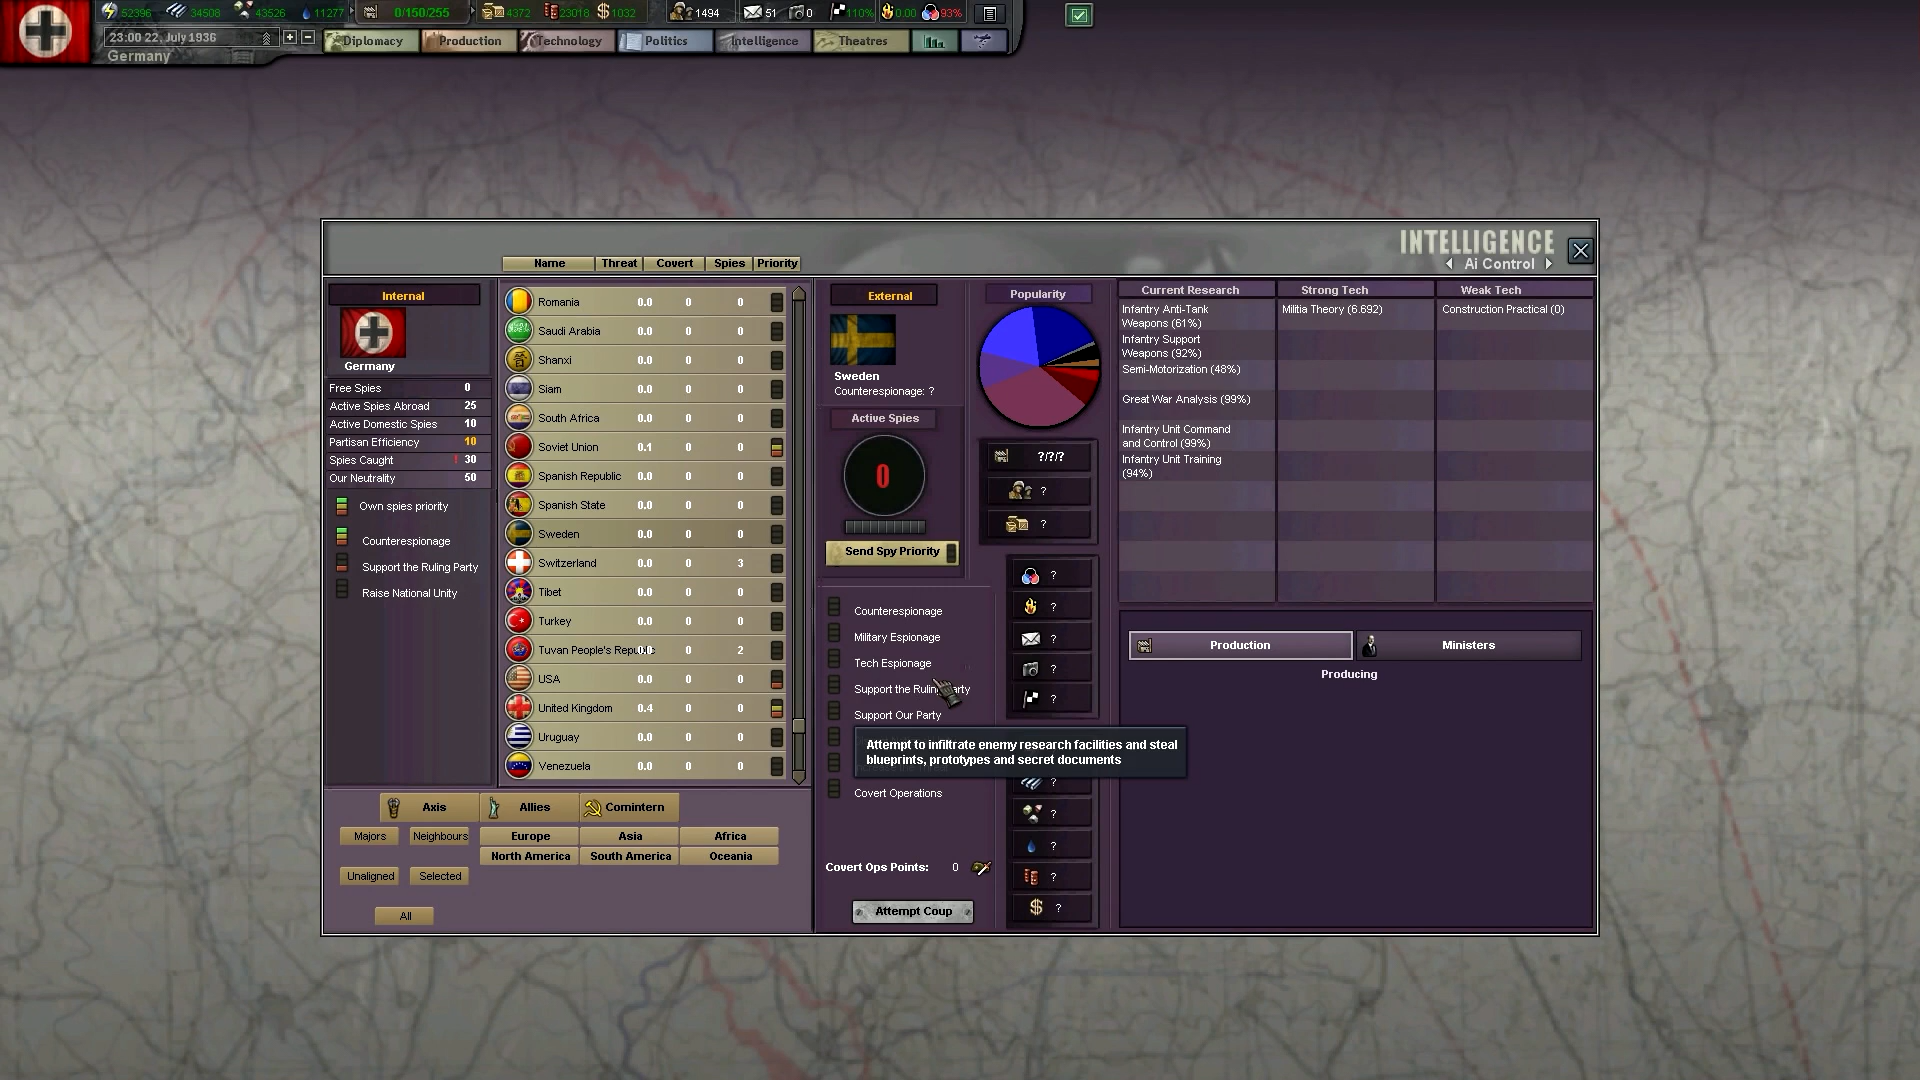 52396 34508 43526 11277 0/150/255 4372 23018 1032 1494 51 0 110% 0.00 93%
23:00 22. July 1936
Germany
Diplomacy Production Technology Politics Intelligence Theatres
INTELLIGENCE
Ai Control
Name Threat Covert Spies Priority
Internal
Germany
Free Spies 0
Active Spies Abroad 25
Active Domestic Spies 10
Partisan Efficiency 10
Spies Caught ! 30
Our Neutrality 50
Own spies priority
Counterespionage
Support the Ruling Party
Raise National Unity
Romania 0.0 0 0
Saudi Arabia 0.0 0 0
Shanxi 0.0 0 0
Siam 0.0 0 0
South Africa 0.0 0 0
Soviet Union 0.1 0 0
Spanish Republic 0.0 0 0
Spanish State 0.0 0 0
Sweden 0.0 0 0
Switzerland 0.0 0 3
Tibet 0.0 0 0
Turkey 0.0 0 0
Tuvan People's Republic 0.0 0 2
USA 0.0 0 0
United Kingdom 0.4 0 0
Uruguay 0.0 0 0
Venezuela 0.0 0 0
Axis Allies Comintern
Majors Neighbours Europe Asia Africa
North America South America Oceania
Unaligned Selected
All
External
Sweden
Counterespionage: ?
Active Spies
0
Send Spy Priority
Counterespionage
Military Espionage
Tech Espionage
Support the Ruling Party
Support Our Party
Attempt to infiltrate enemy research facilities and steal
blueprints, prototypes and secret documents
Covert Operations
Covert Ops Points: 0
Attempt Coup
Popularity
?/?/?
?
?
?
?
?
?
?
?
?
?
?
?
Current Research Strong Tech Weak Tech
Infantry Anti-Tank
Weapons (61%)
Infantry Support
Weapons (92%)
Semi-Motorization (48%)
Great War Analysis (99%)
Infantry Unit Command
and Control (99%)
Infantry Unit Training
(94%)
Militia Theory (6.692)
Construction Practical (0)
Production Ministers
Producing